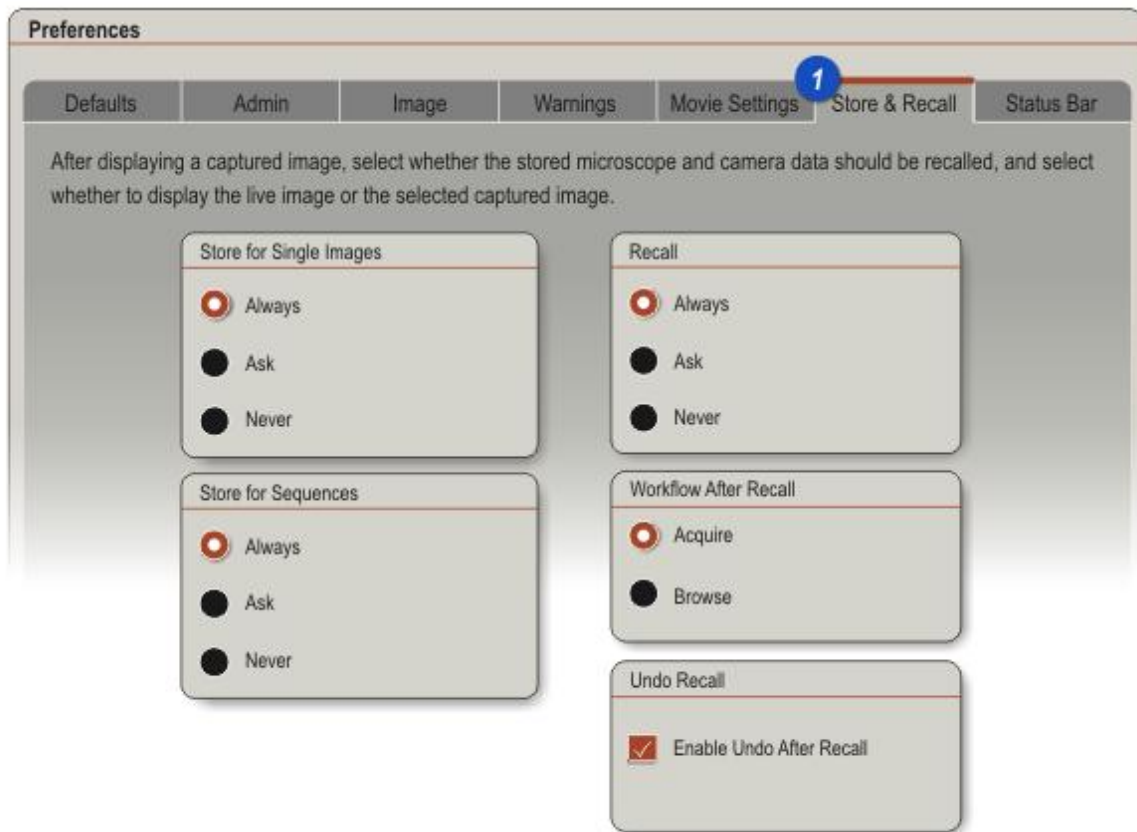 Preferences
Defaults
Admin
Image
Warnings
Movie Settings
1
Store & Recall
Status Bar
After displaying a captured image, select whether the stored microscope and camera data should be recalled, and select
whether to display the live image or the selected captured image.
Store for Single Images
Always
Ask
Never
Store for Sequences
Always
Ask
Never
Recall
Always
Ask
Never
Workflow After Recall
Acquire
Browse
Undo Recall
Enable Undo After Recall